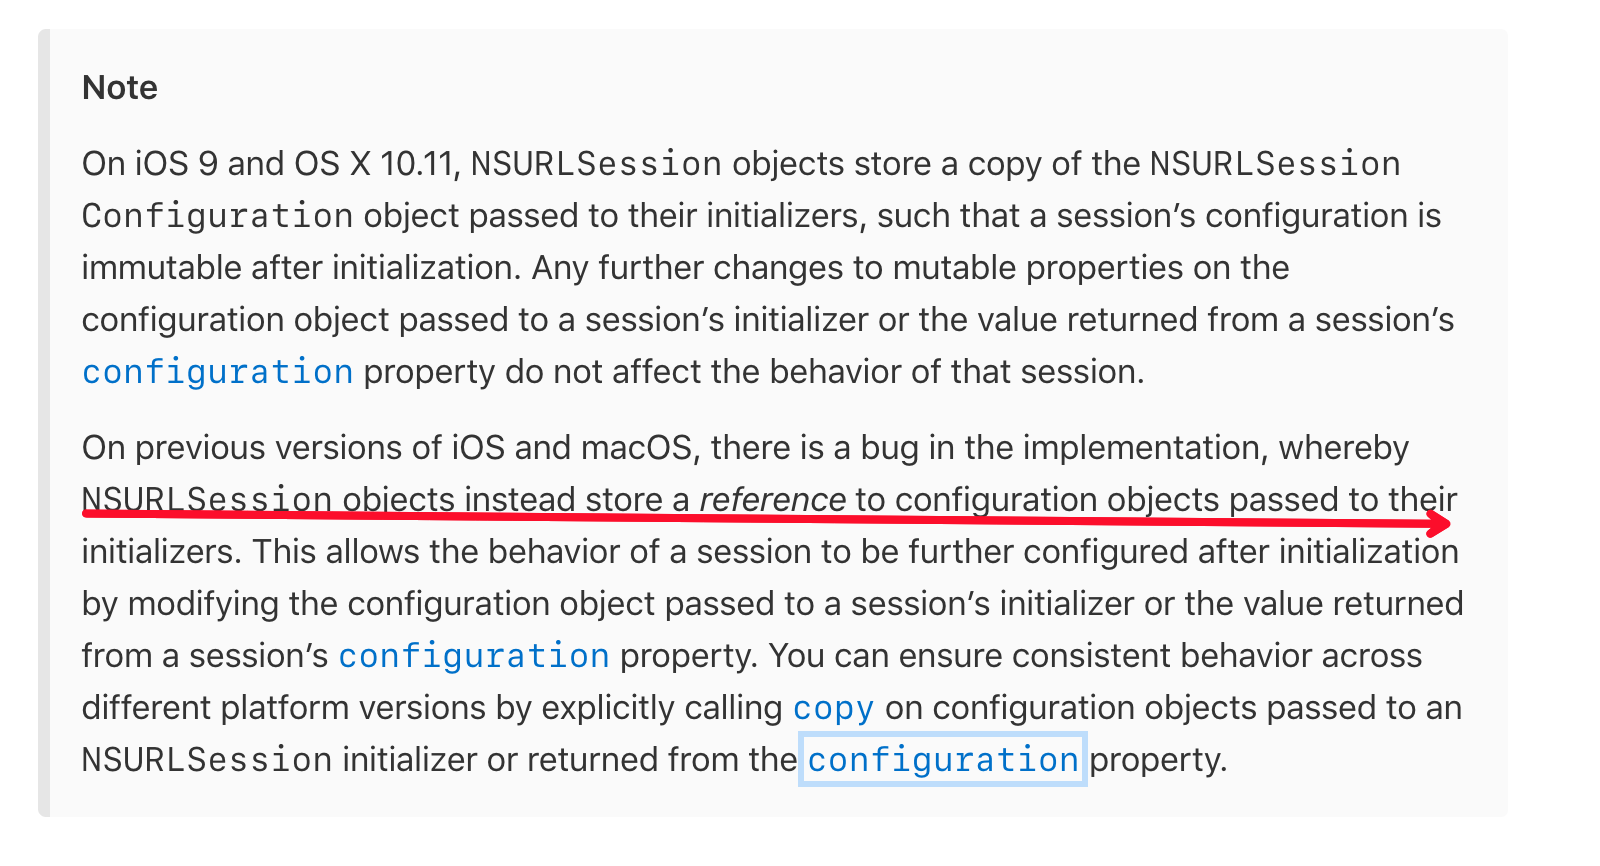 Note
On iOS 9 and OS X 10.11, NSURLSession objects store a copy of the NSURLSession
Configuration object passed to their initializers, such that a session’s configuration is
immutable after initialization. Any further changes to mutable properties on the
configuration object passed to a session’s initializer or the value returned from a session’s
configuration property do not affect the behavior of that session.
On previous versions of iOS and macOS, there is a bug in the implementation, whereby
NSURLSession objects instead store a reference to configuration objects passed to their
initializers. This allows the behavior of a session to be further configured after initialization
by modifying the configuration object passed to a session’s initializer or the value returned
from a session’s configuration property. You can ensure consistent behavior across
different platform versions by explicitly calling copy on configuration objects passed to an
NSURLSession initializer or returned from the configuration property.